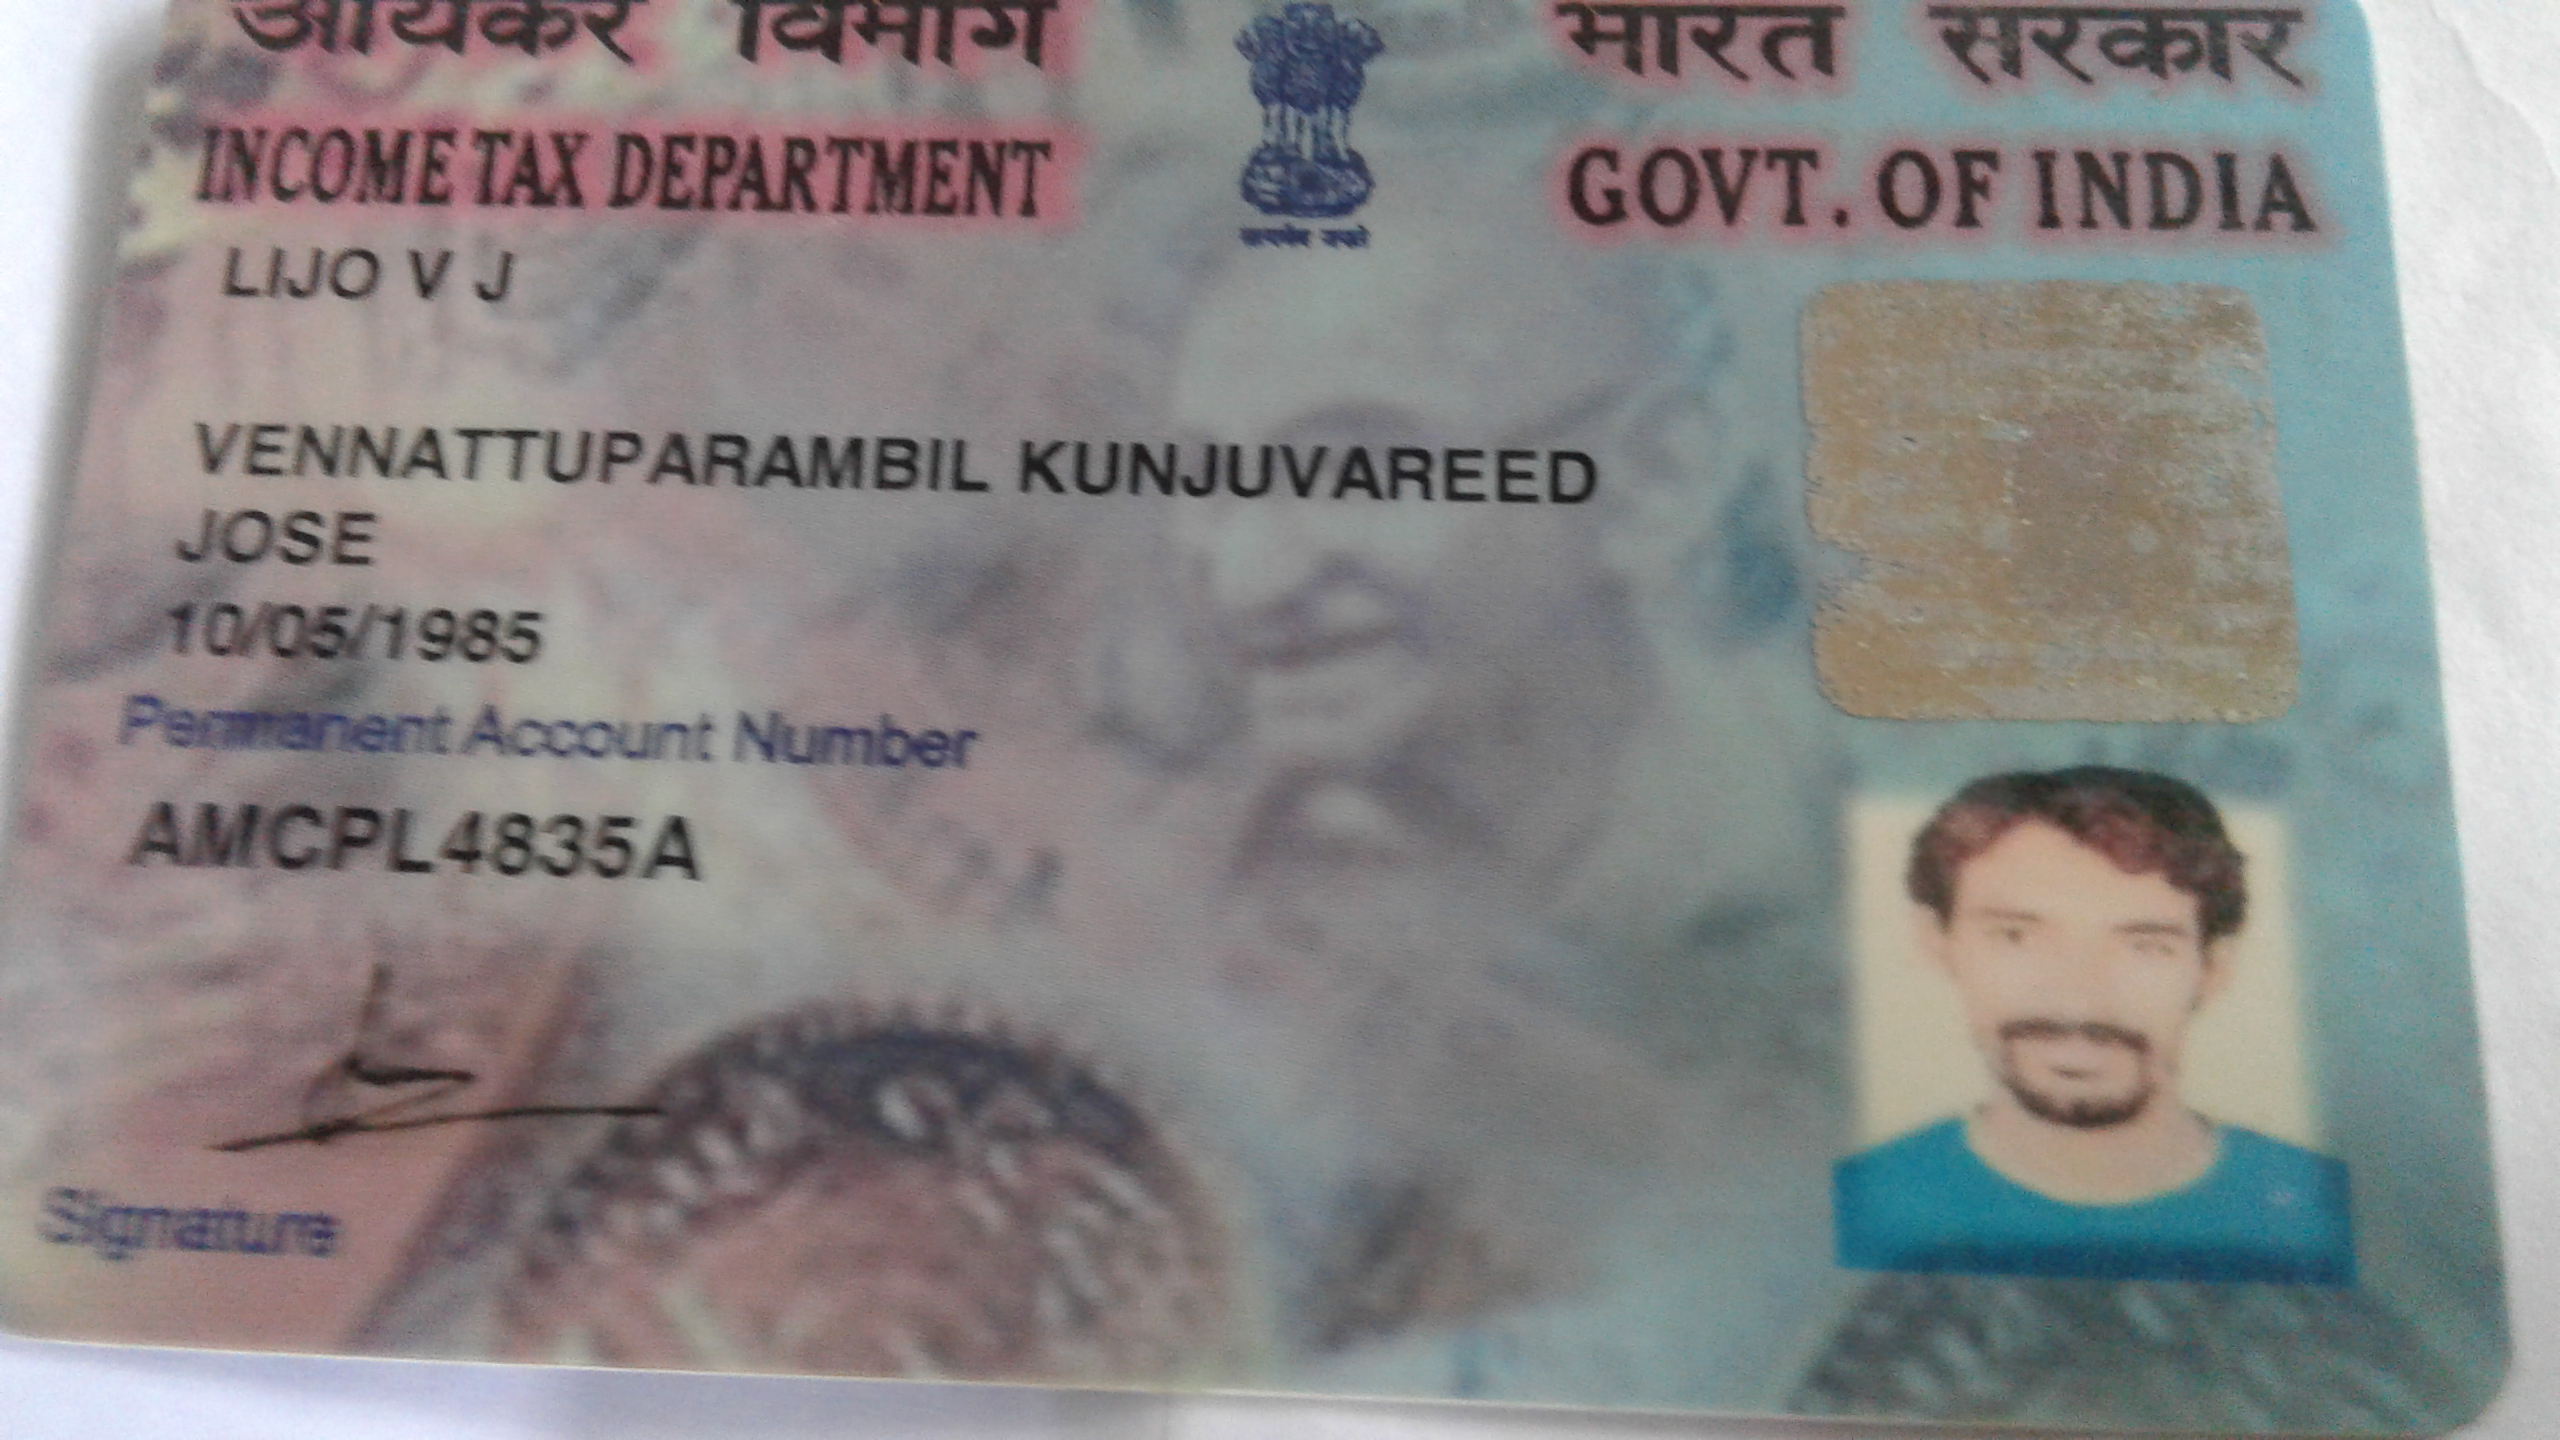 आयकर विभाग भारत सरकार
INCOME TAX DEPARTMENT GOVT. OF INDIA
सत्यमेव जयते
LIJO V J
VENNATTUPARAMBIL KUNJUVAREED
JOSE
10/05/1985
Permanent Account Number
AMCPL4835A
Signature